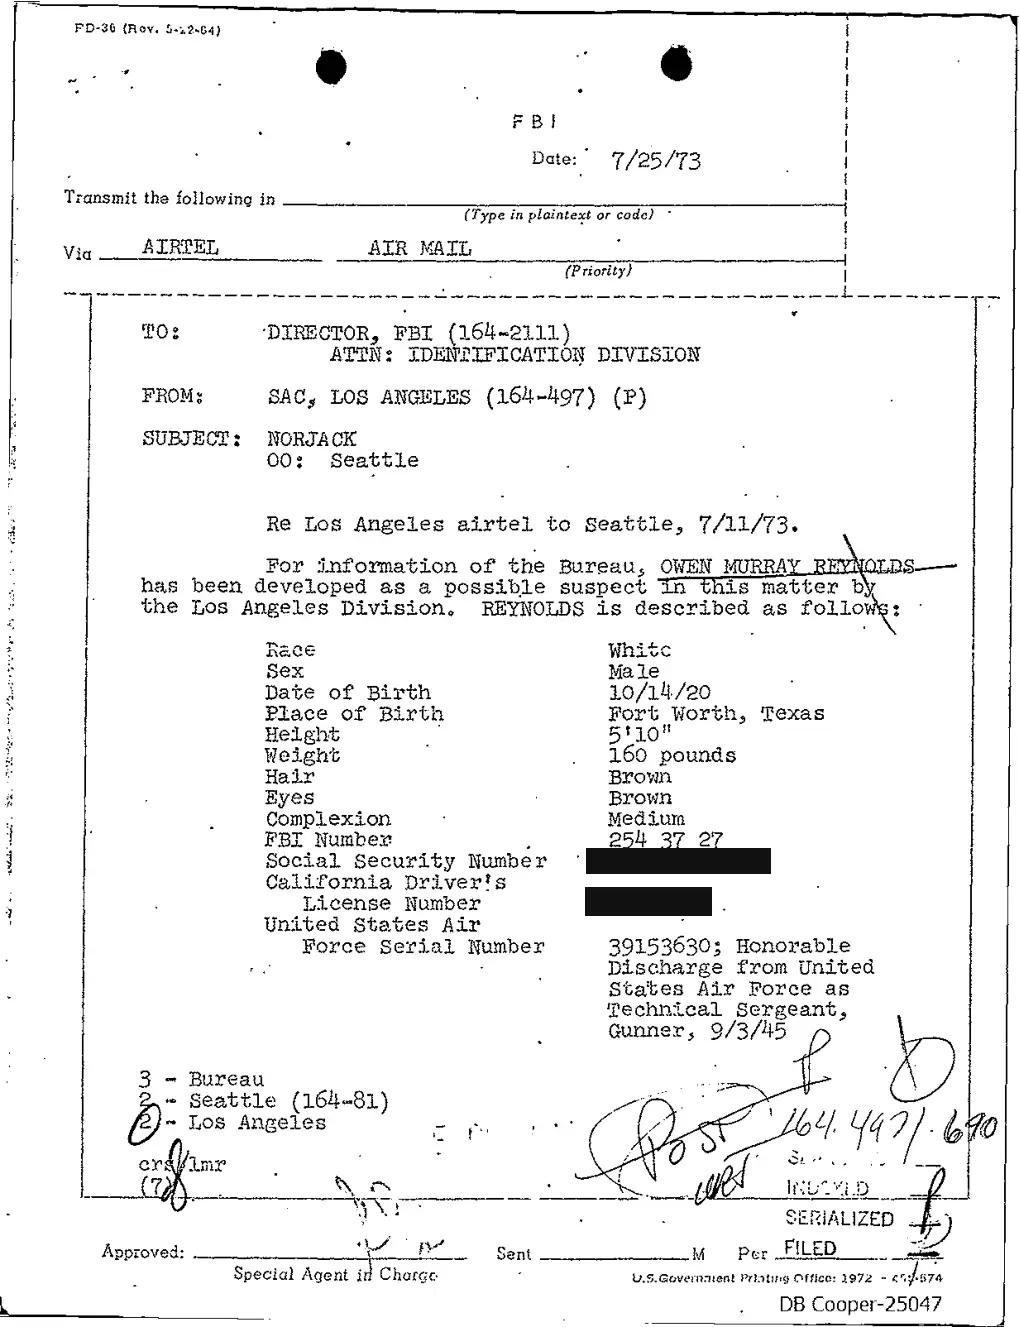 FD-36 (Rev. 5-22-64)
F B I
Date: 7/25/73
Transmit the following in
(Type in plaintext or code)
Via AIRTEL AIR MAIL
(Priority)
TO: DIRECTOR, FBI (164-2111)
ATTN: IDENTIFICATION DIVISION
FROM: SAC, LOS ANGELES (164-497) (P)
SUBJECT: NORJACK
OO: Seattle
Re Los Angeles airtel to Seattle, 7/11/73.
For information of the Bureau, OWEN MURRAY REYNOLDS
has been developed as a possible suspect in this matter by
the Los Angeles Division. REYNOLDS is described as follows:
Race White
Sex Male
Date of Birth 10/14/20
Place of Birth Fort Worth, Texas
Height 5'10"
Weight 160 pounds
Hair Brown
Eyes Brown
Complexion Medium
FBI Number 254 37 27
Social Security Number
California Driver's
License Number
United States Air
Force Serial Number 39153630; Honorable
Discharge from United
States Air Force as
Technical Sergeant,
Gunner, 9/3/45
3 - Bureau
2 - Seattle (164-81)
2 - Los Angeles
crs/lmr
(7)
POST
164-497-690
INDEXED
SERIALIZED
FILED
Approved: Sent M Per
Special Agent in Charge
U.S. Government Printing Office: 1972 -
DB Cooper-25047